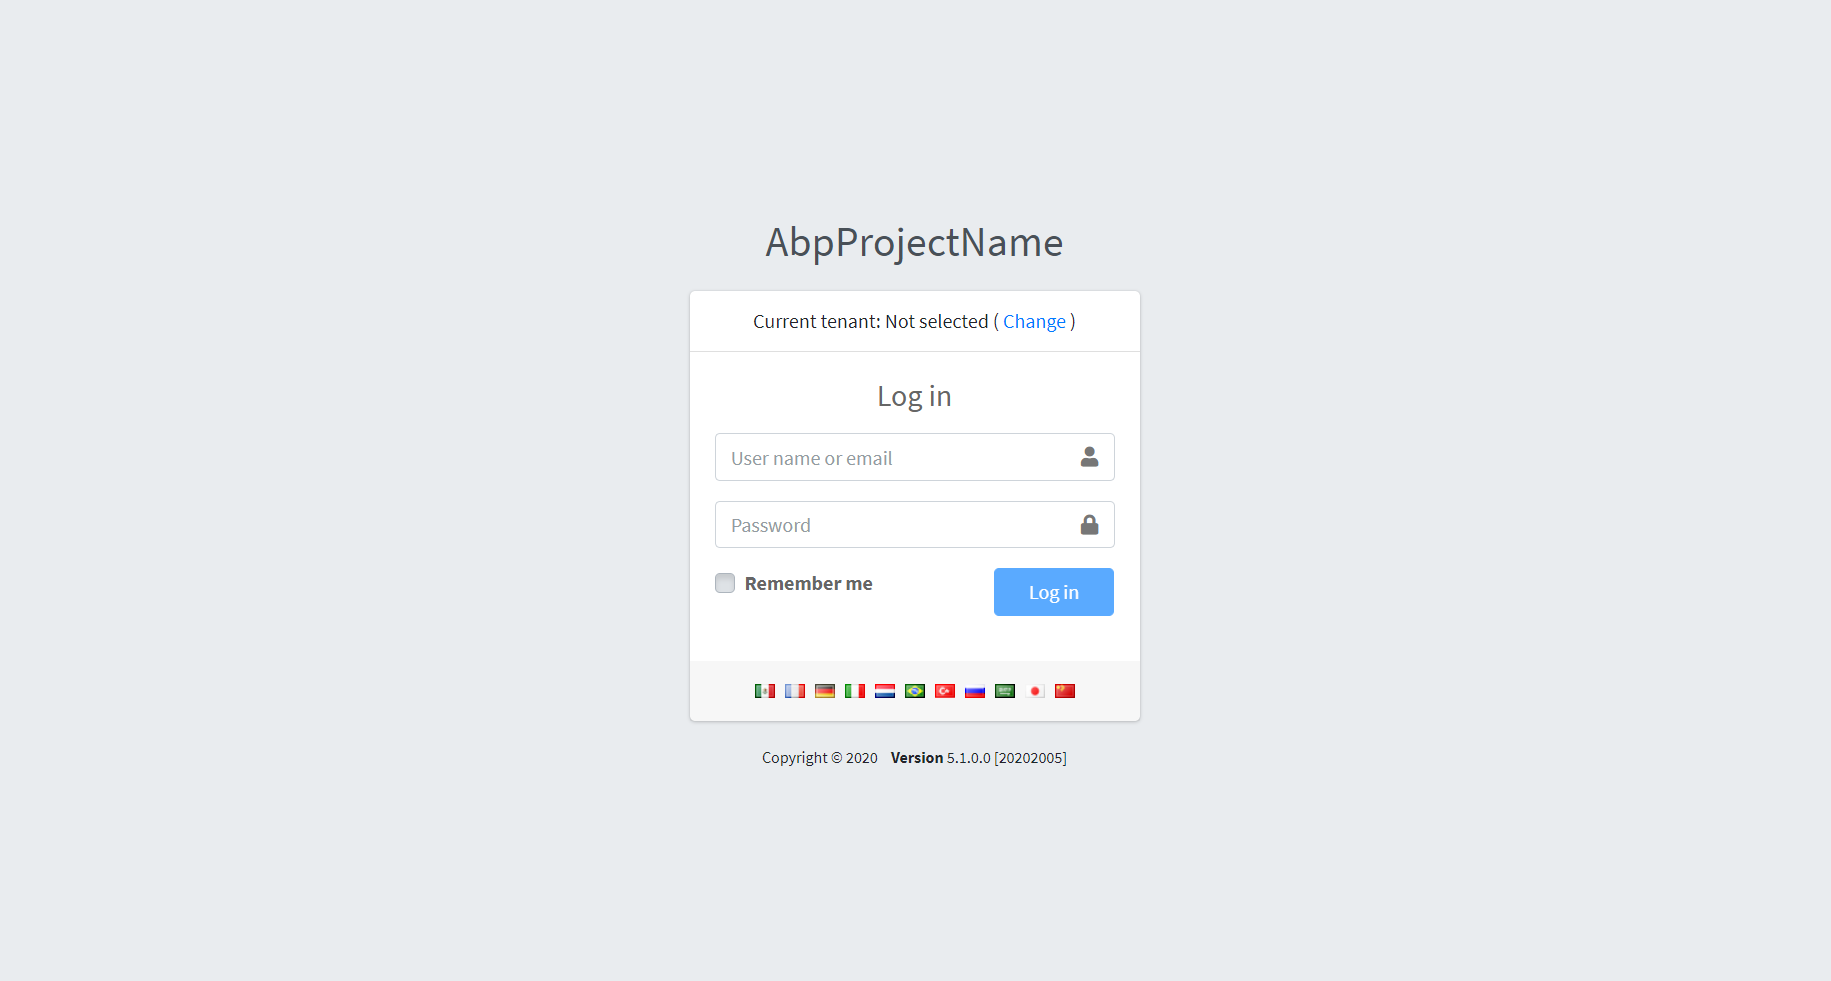 AbpProjectName
Current tenant: Not selected ( Change )
Log in
User name or email
Password
Remember me
Log in
Copyright © 2020 Version 5.1.0.0 [20202005]